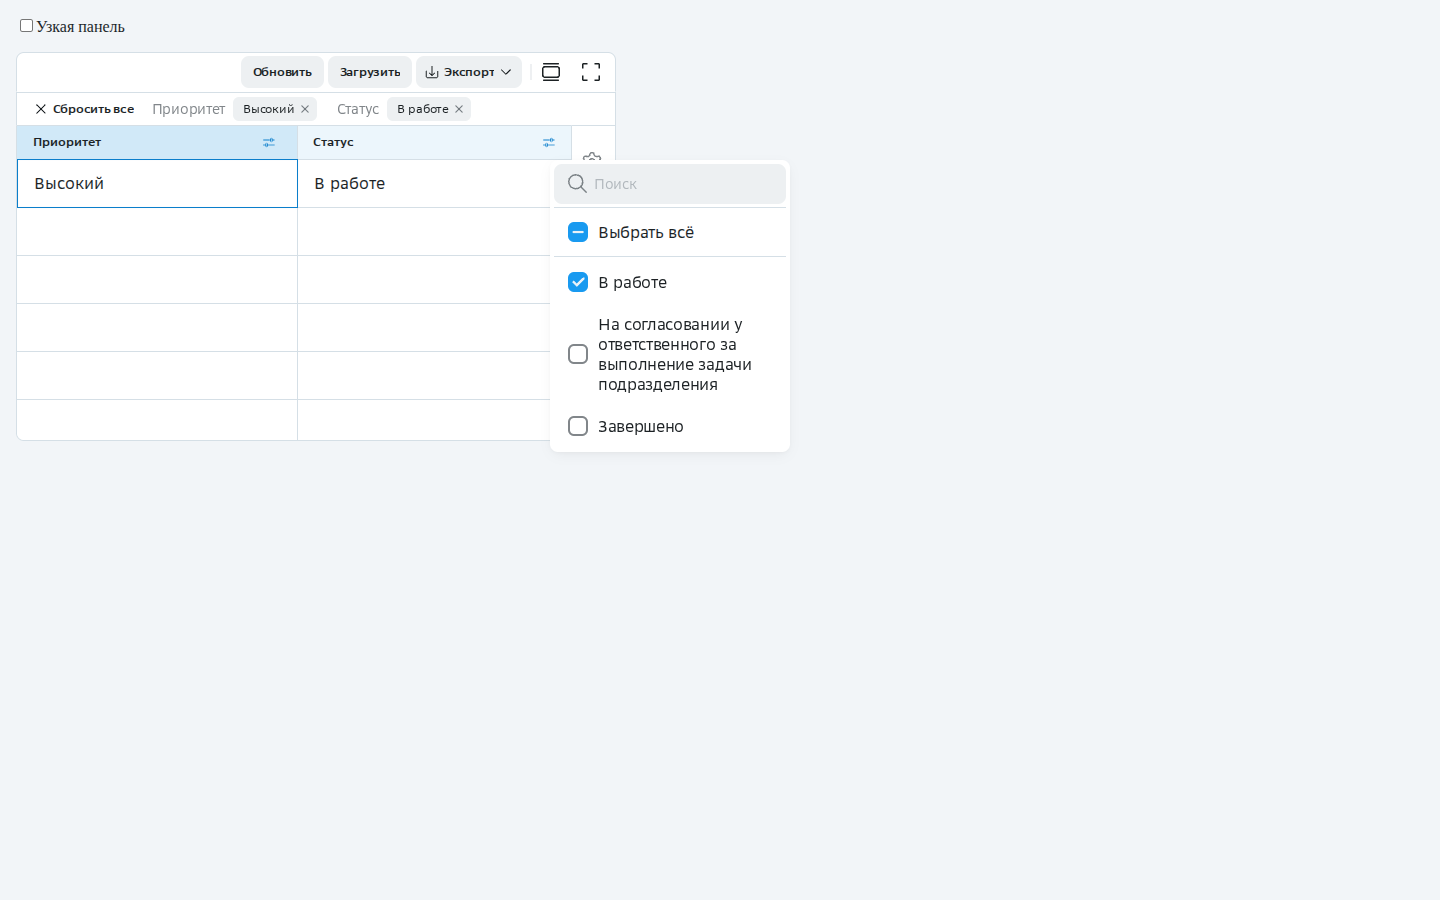 Узкая панель
Обновить Загрузить Экспорт
Сбросить все Приоритет Высокий Статус В работе
Приоритет Статус
Высокий В работе
Поиск
Выбрать всё
В работе
На согласовании у
ответственного за
выполнение задачи
подразделения
Завершено